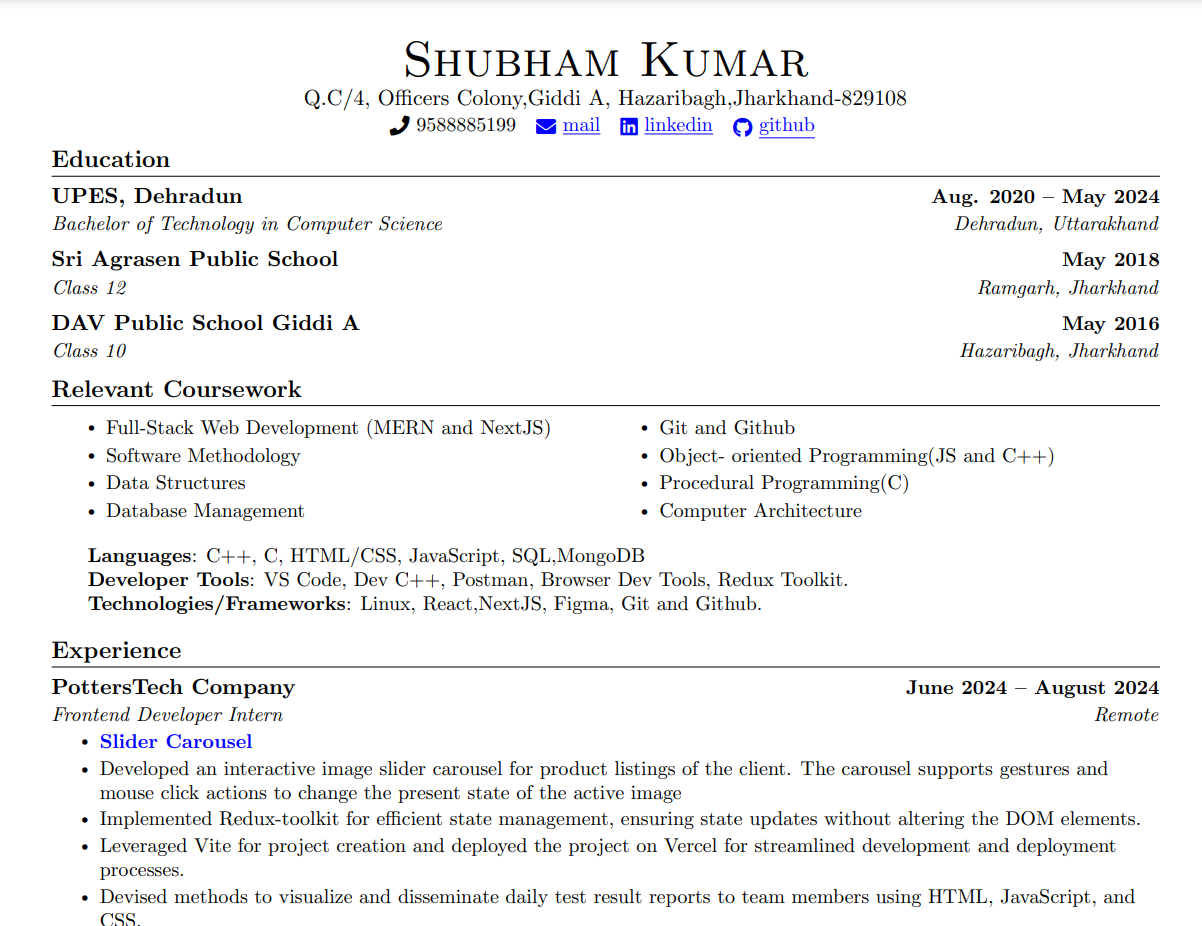 Shubham Kumar
Q.C/4, Officers Colony,Giddi A, Hazaribagh,Jharkhand-829108
9588885199 mail linkedin github
Education
UPES, Dehradun Aug. 2020 – May 2024
Bachelor of Technology in Computer Science Dehradun, Uttarakhand
Sri Agrasen Public School May 2018
Class 12 Ramgarh, Jharkhand
DAV Public School Giddi A May 2016
Class 10 Hazaribagh, Jharkhand
Relevant Coursework
• Full-Stack Web Development (MERN and NextJS) • Git and Github
• Software Methodology • Object- oriented Programming(JS and C++)
• Data Structures • Procedural Programming(C)
• Database Management • Computer Architecture
Languages: C++, C, HTML/CSS, JavaScript, SQL,MongoDB
Developer Tools: VS Code, Dev C++, Postman, Browser Dev Tools, Redux Toolkit.
Technologies/Frameworks: Linux, React,NextJS, Figma, Git and Github.
Experience
PottersTech Company June 2024 – August 2024
Frontend Developer Intern Remote
• Slider Carousel
• Developed an interactive image slider carousel for product listings of the client. The carousel supports gestures and
mouse click actions to change the present state of the active image
• Implemented Redux-toolkit for efficient state management, ensuring state updates without altering the DOM elements.
• Leveraged Vite for project creation and deployed the project on Vercel for streamlined development and deployment
processes.
• Devised methods to visualize and disseminate daily test result reports to team members using HTML, JavaScript, and
CSS.